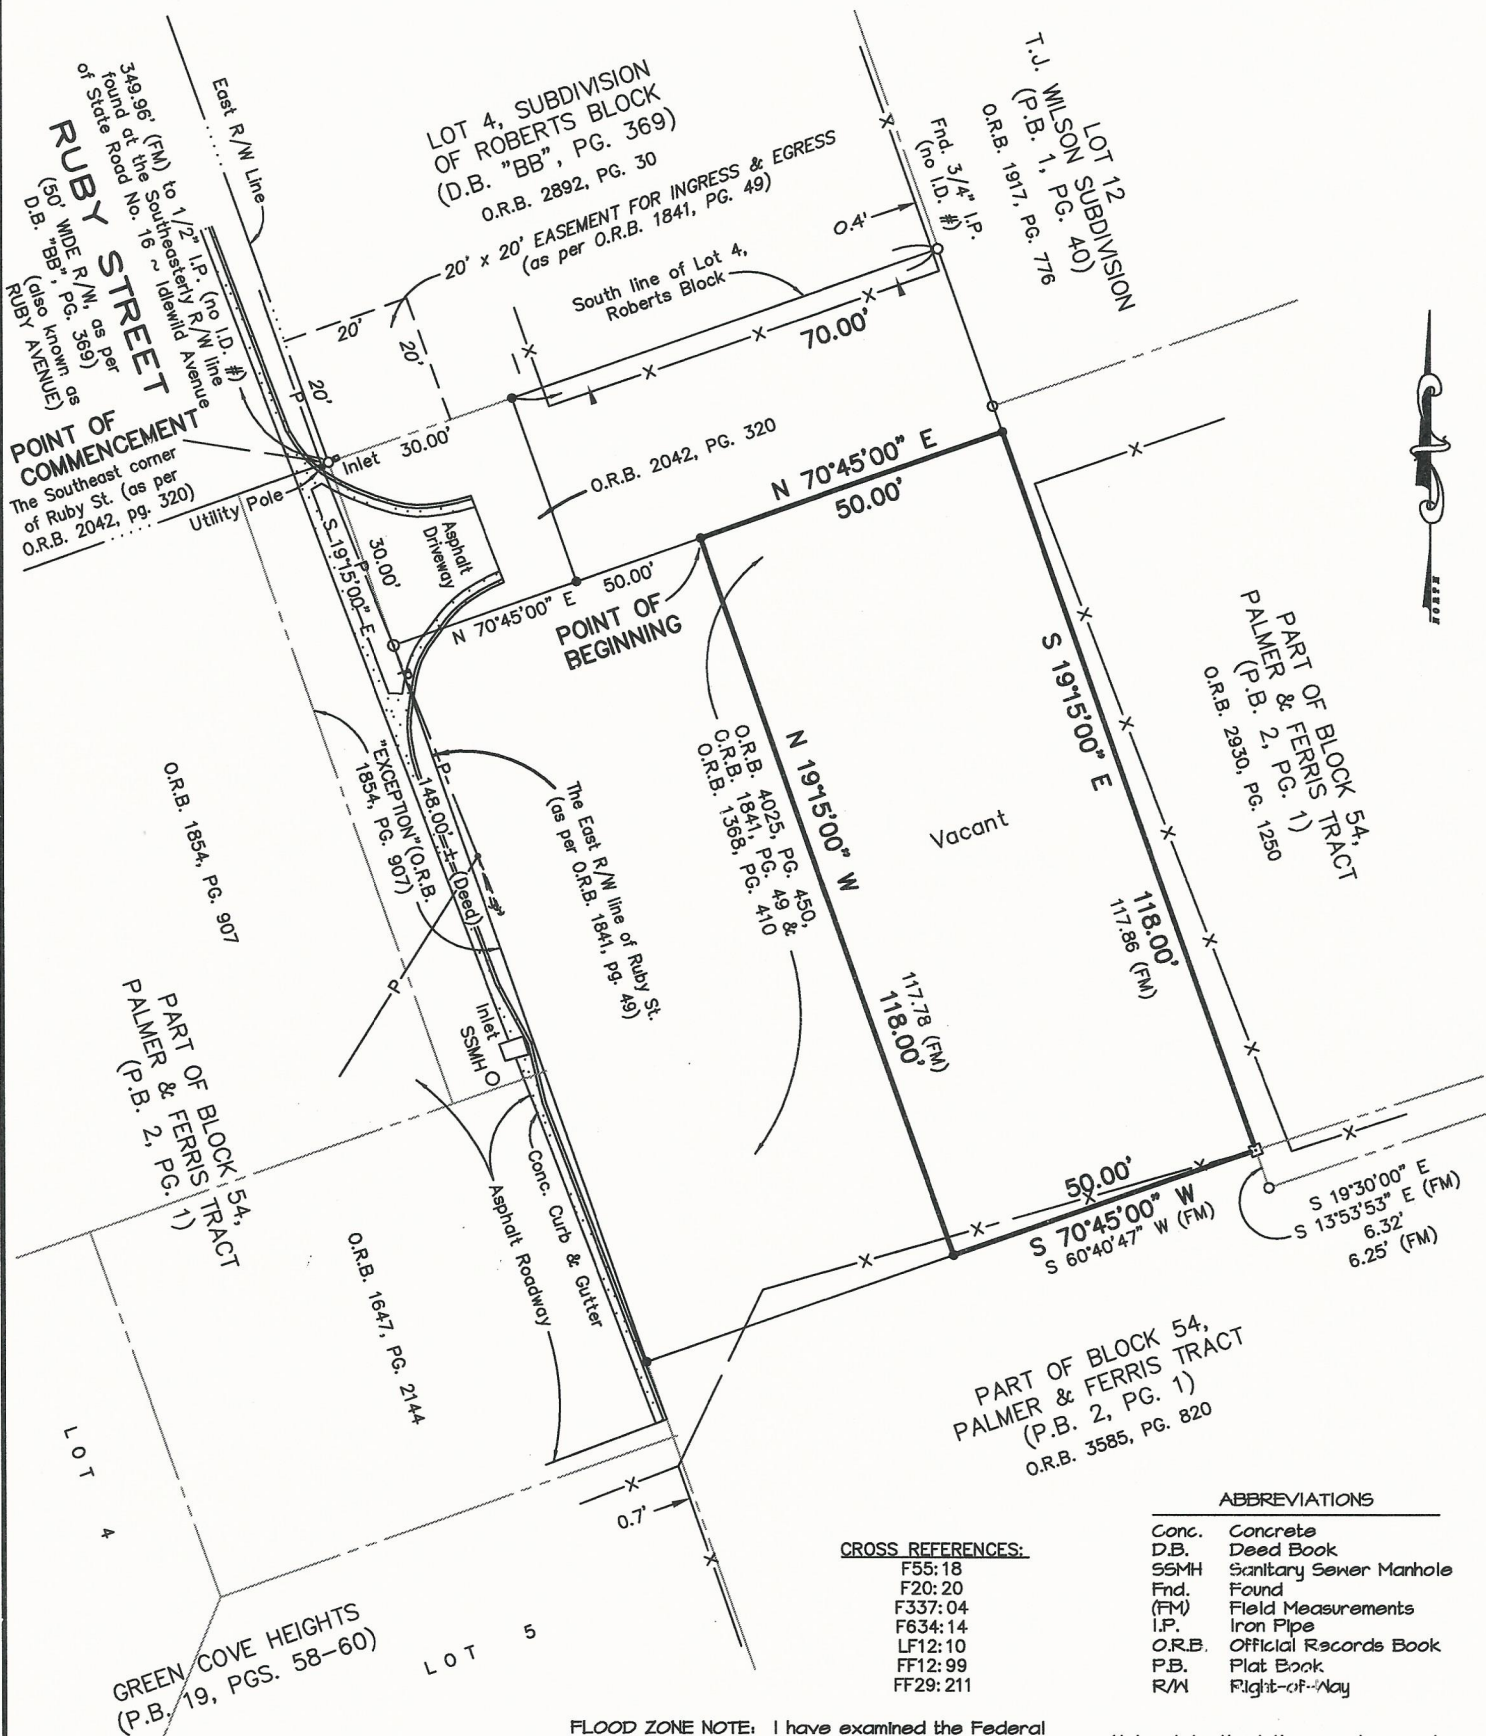 East R/W Line
349.96' (FM) to 1/2" I.P. (no I.D. #)
found at the Southeasterly R/W line
of State Road No. 16 ~ Idlewild Avenue
RUBY STREET
(50' WIDE R/W, as per
D.B. "BB", PG. 369)
(also known as
RUBY AVENUE)
POINT OF
COMMENCEMENT
The Southeast corner
of Ruby St. (as per
O.R.B. 2042, pg. 320)
LOT 4, SUBDIVISION
OF ROBERTS BLOCK
(D.B. "BB", PG. 369)
O.R.B. 2892, PG. 30
20' x 20' EASEMENT FOR INGRESS & EGRESS
(as per O.R.B. 1841, PG. 49)
South line of Lot 4,
Roberts Block
0.4'
Fnd. 3/4" I.P.
(no I.D. #)
LOT 12
T.J. WILSON SUBDIVISION
(P.B. 1, PG. 40)
O.R.B. 1917, PG. 776
20'
20'
20'
70.00'
P
Inlet
30.00'
Utility Pole
O.R.B. 2042, PG. 320
N 70°45'00" E
50.00'
S 19°15'00" E
30.00'
Asphalt
Driveway
N 70°45'00" E
50.00'
POINT OF
BEGINNING
NORTH
O.R.B. 1854, PG. 907
"EXCEPTION" (O.R.B.
1854, PG. 907)
148.00'± (Deed)
The East R/W line of Ruby St.
(as per O.R.B. 1841, pg. 49)
O.R.B. 4025, PG. 450,
O.R.B. 1841, PG. 49 &
O.R.B. 1368, PG. 410
N 19°15'00" W
117.78 (FM)
118.00'
Vacant
S 19°15'00" E
118.00'
117.86 (FM)
PART OF BLOCK 54,
PALMER & FERRIS TRACT
(P.B. 2, PG. 1)
O.R.B. 2930, PG. 1250
PART OF BLOCK 54,
PALMER & FERRIS TRACT
(P.B. 2, PG. 1)
P
Inlet
SSMH
Conc. Curb & Gutter
Asphalt Roadway
O.R.B. 1647, PG. 2144
50.00'
S 70°45'00" W
S 60°40'47" W (FM)
S 19°30'00" E
S 13°53'53" E (FM)
6.32'
6.25' (FM)
PART OF BLOCK 54,
PALMER & FERRIS TRACT
(P.B. 2, PG. 1)
O.R.B. 3585, PG. 820
LOT 4
0.7'
GREEN COVE HEIGHTS
(P.B. 19, PGS. 58-60)
LOT 5
CROSS REFERENCES:
F55:18
F20:20
F337:04
F634:14
LF12:10
FF12:99
FF29:211
ABBREVIATIONS
Conc. Concrete
D.B. Deed Book
SSMH Sanitary Sewer Manhole
Fnd. Found
(FM) Field Measurements
I.P. Iron Pipe
O.R.B. Official Records Book
P.B. Plat Book
R/W Right-of-Way
FLOOD ZONE NOTE: I have examined the Federal